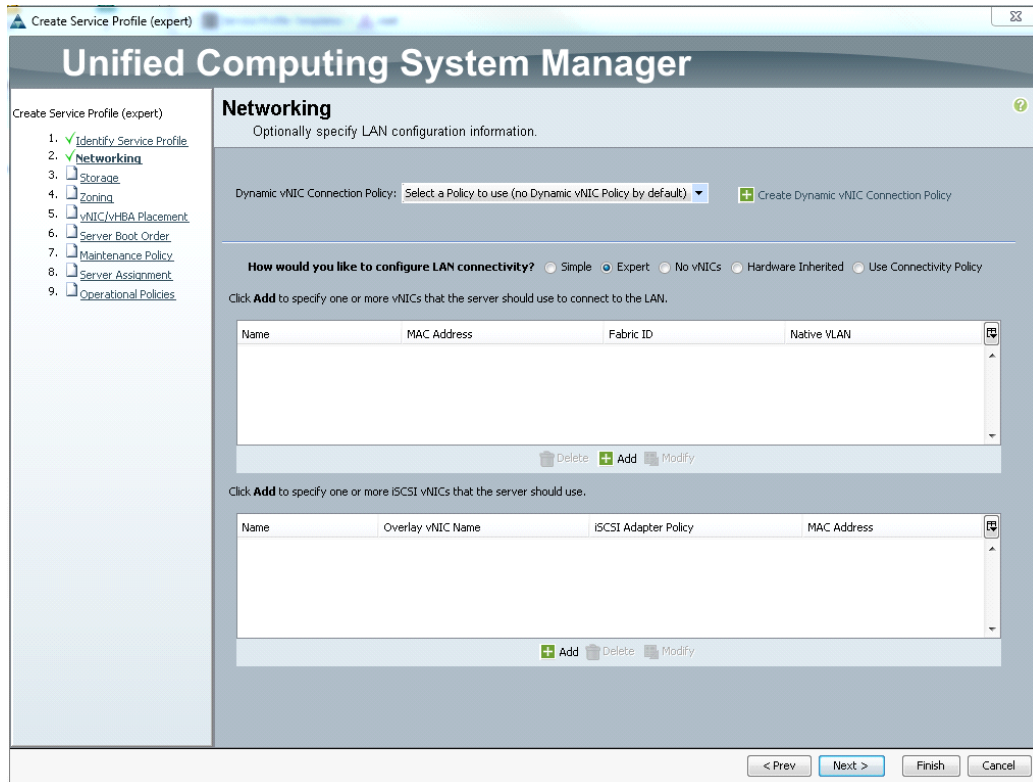 Create Service Profile (expert)
Unified Computing System Manager
Create Service Profile (expert)
1. Identify Service Profile
2. Networking
3. Storage
4. Zoning
5. vNIC/vHBA Placement
6. Server Boot Order
7. Maintenance Policy
8. Server Assignment
9. Operational Policies
Networking
Optionally specify LAN configuration information.
Dynamic vNIC Connection Policy: Select a Policy to use (no Dynamic vNIC Policy by default) Create Dynamic vNIC Connection Policy
How would you like to configure LAN connectivity? Simple Expert No vNICs Hardware Inherited Use Connectivity Policy
Click Add to specify one or more vNICs that the server should use to connect to the LAN.
Name MAC Address Fabric ID Native VLAN
Delete Add Modify
Click Add to specify one or more iSCSI vNICs that the server should use.
Name Overlay vNIC Name iSCSI Adapter Policy MAC Address
Add Delete Modify
< Prev Next > Finish Cancel